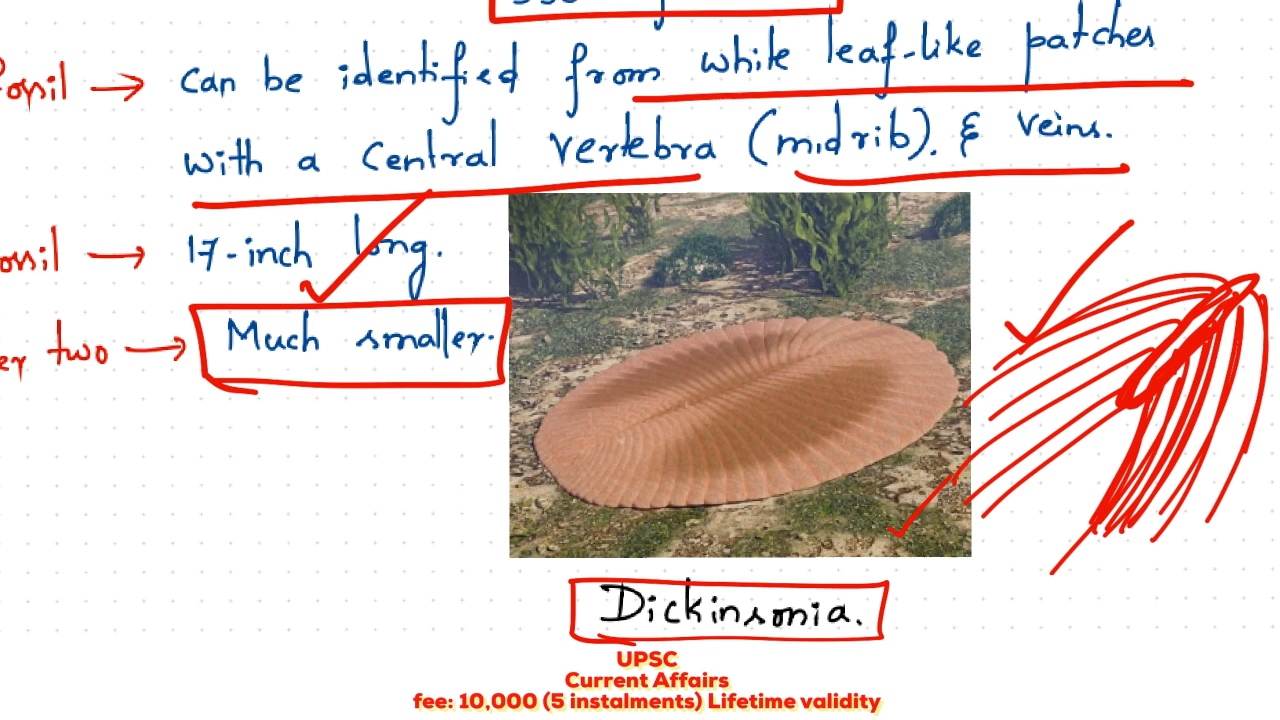 can be identified from white leaf-like patches
with a central vertebra (midrib). & veins.
→ 17-inch long.
two → Much smaller.
Dickinsonia.
UPSC
Current Affairs
fee: 10,000 (5 instalments) Lifetime validity